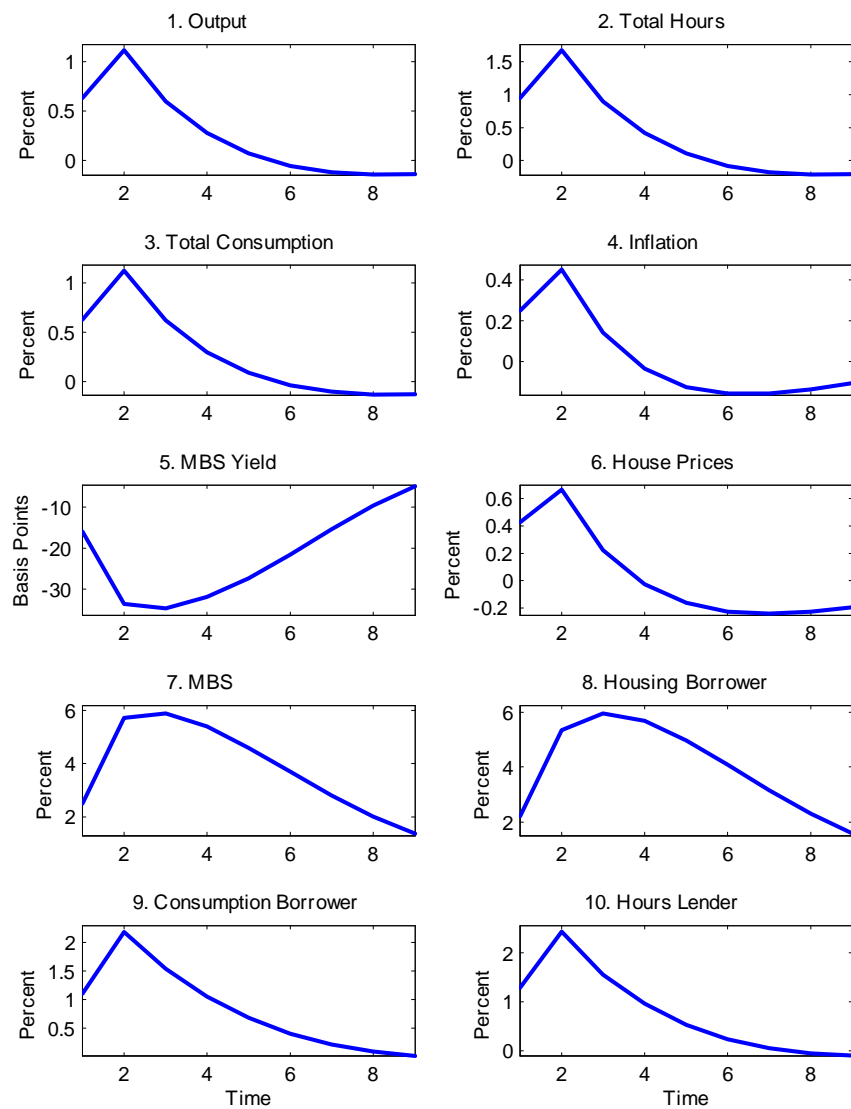 1. Output
Percent
1
0.5
0
2 4 6 8
2. Total Hours
Percent
1.5
1
0.5
0
2 4 6 8
3. Total Consumption
Percent
1
0.5
0
2 4 6 8
4. Inflation
Percent
0.4
0.2
0
2 4 6 8
5. MBS Yield
Basis Points
-10
-20
-30
2 4 6 8
6. House Prices
Percent
0.6
0.4
0.2
0
-0.2
2 4 6 8
7. MBS
Percent
6
4
2
2 4 6 8
8. Housing Borrower
Percent
6
4
2
2 4 6 8
9. Consumption Borrower
Percent
2
1.5
1
0.5
2 4 6 8
Time
10. Hours Lender
Percent
2
1
0
2 4 6 8
Time